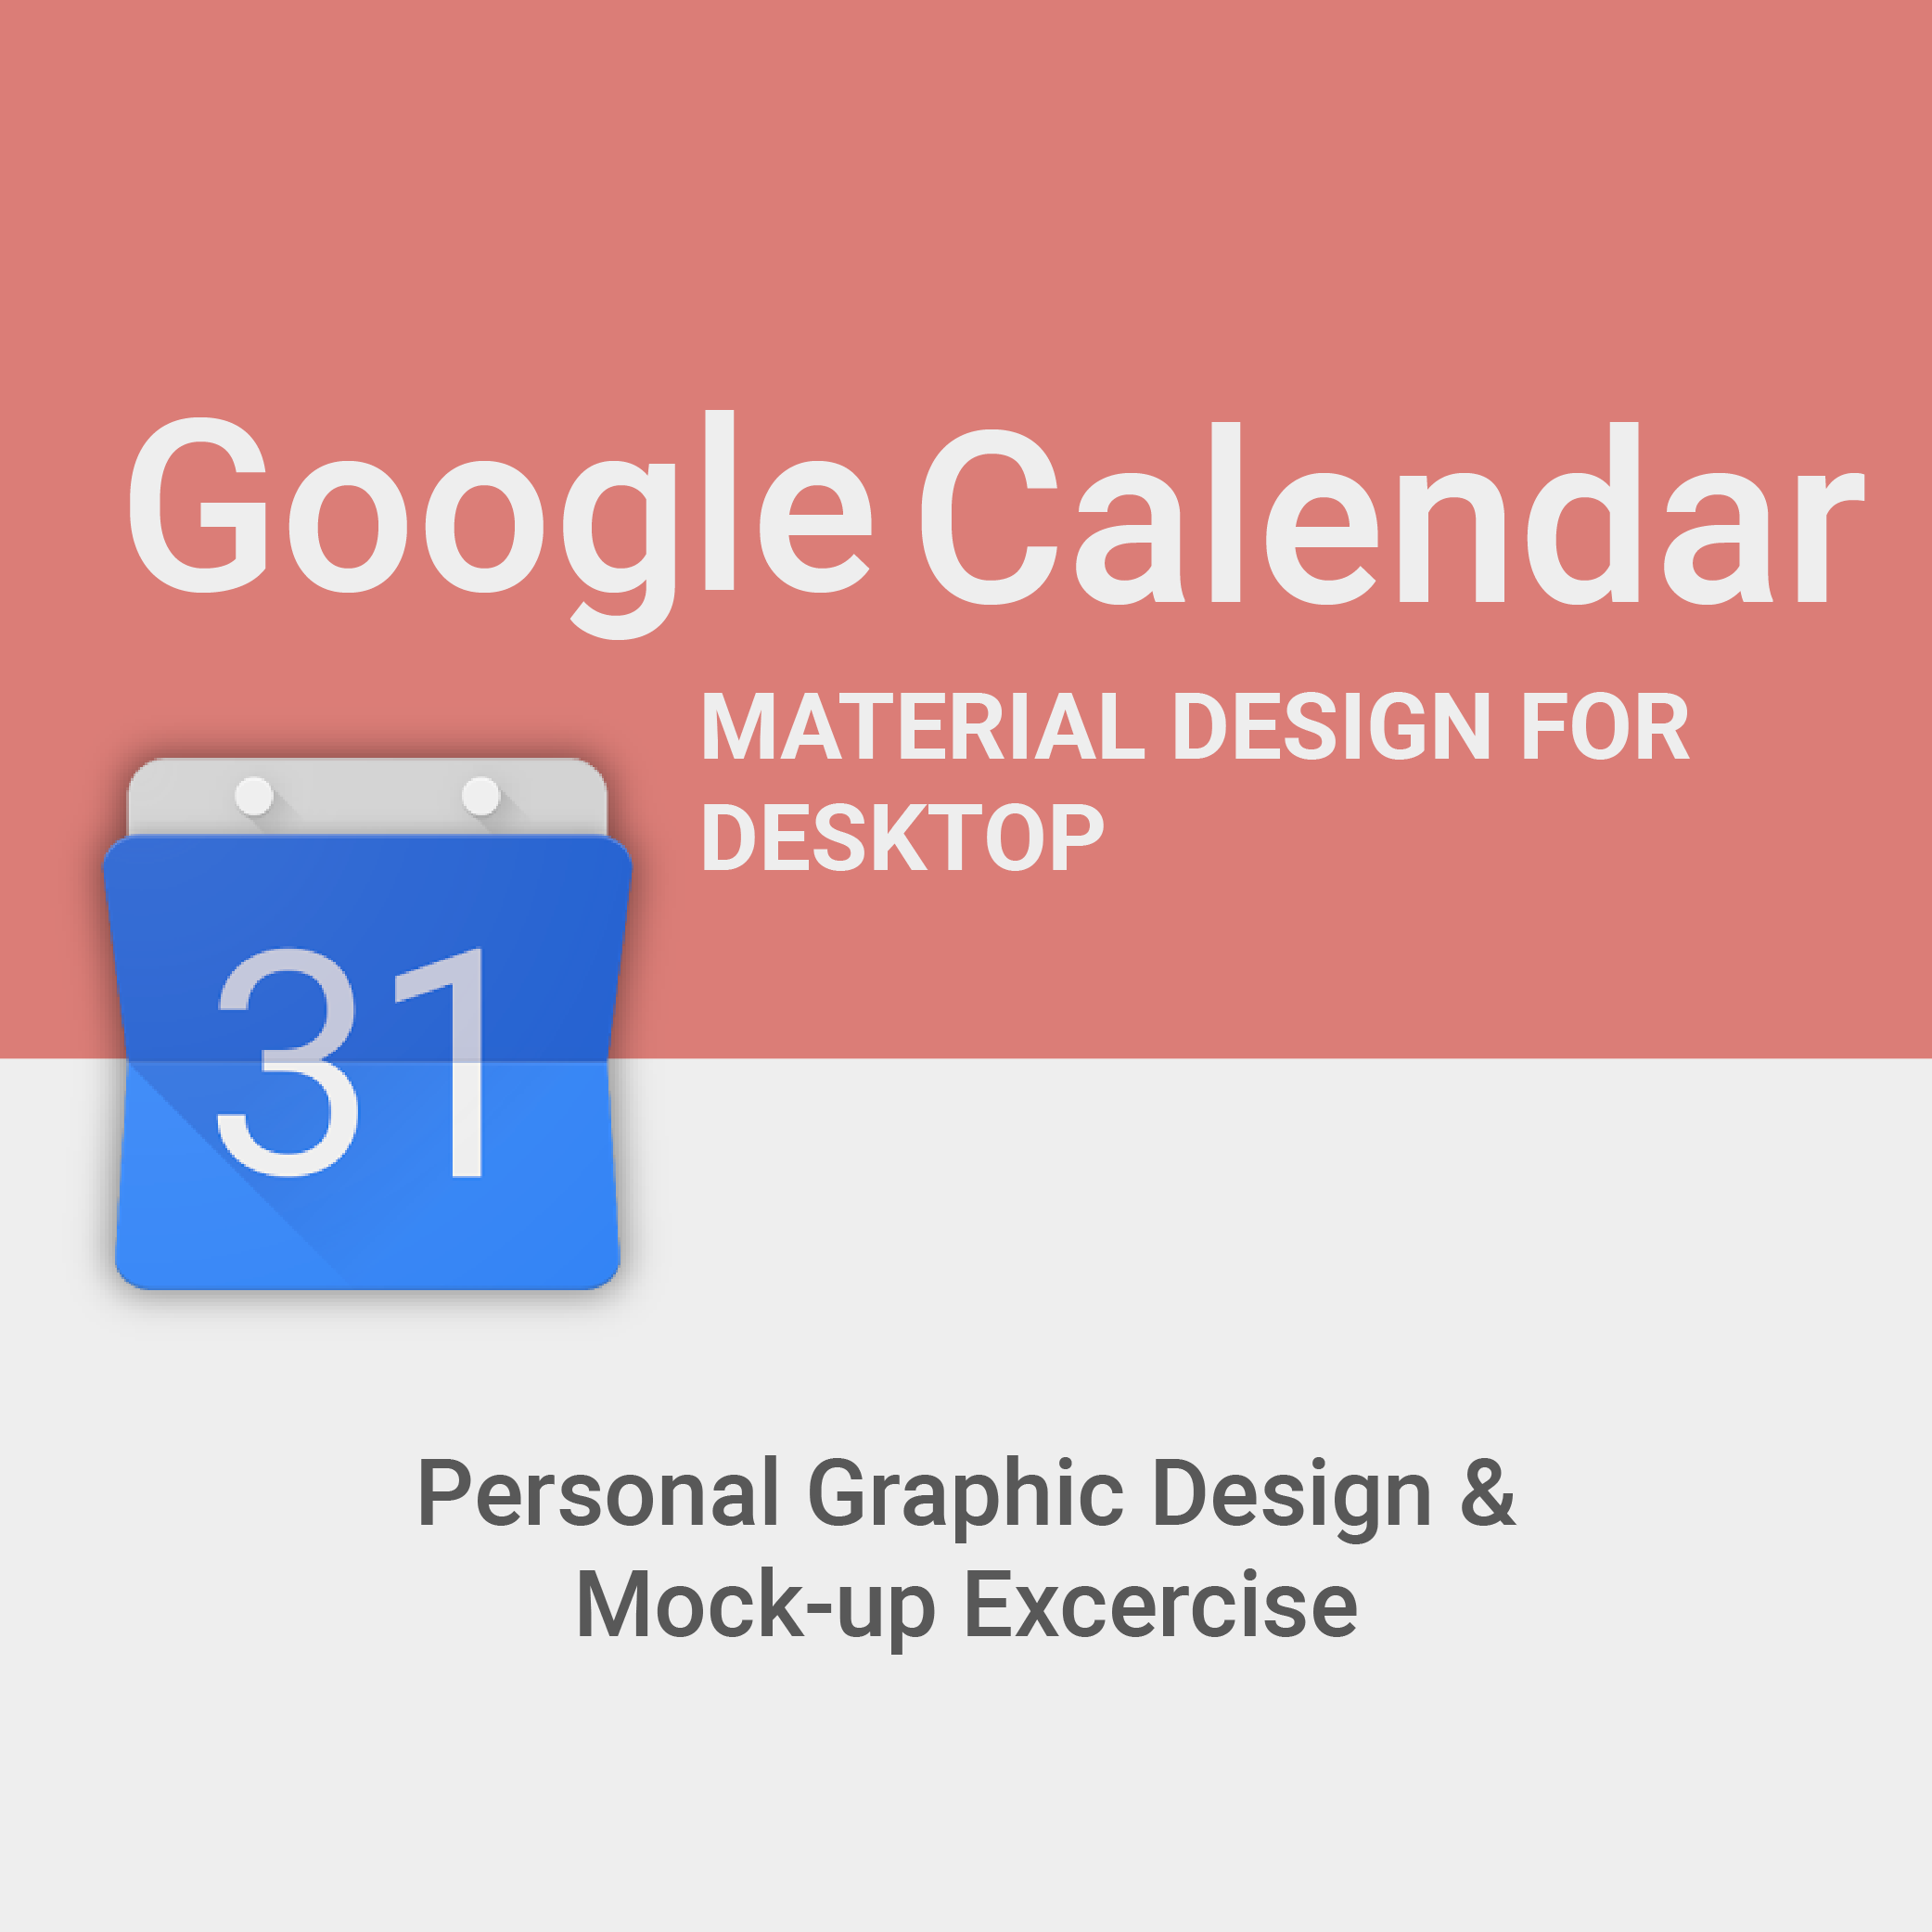 Google Calendar
MATERIAL DESIGN FOR
DESKTOP
31
Personal Graphic Design &
Mock-up Excercise